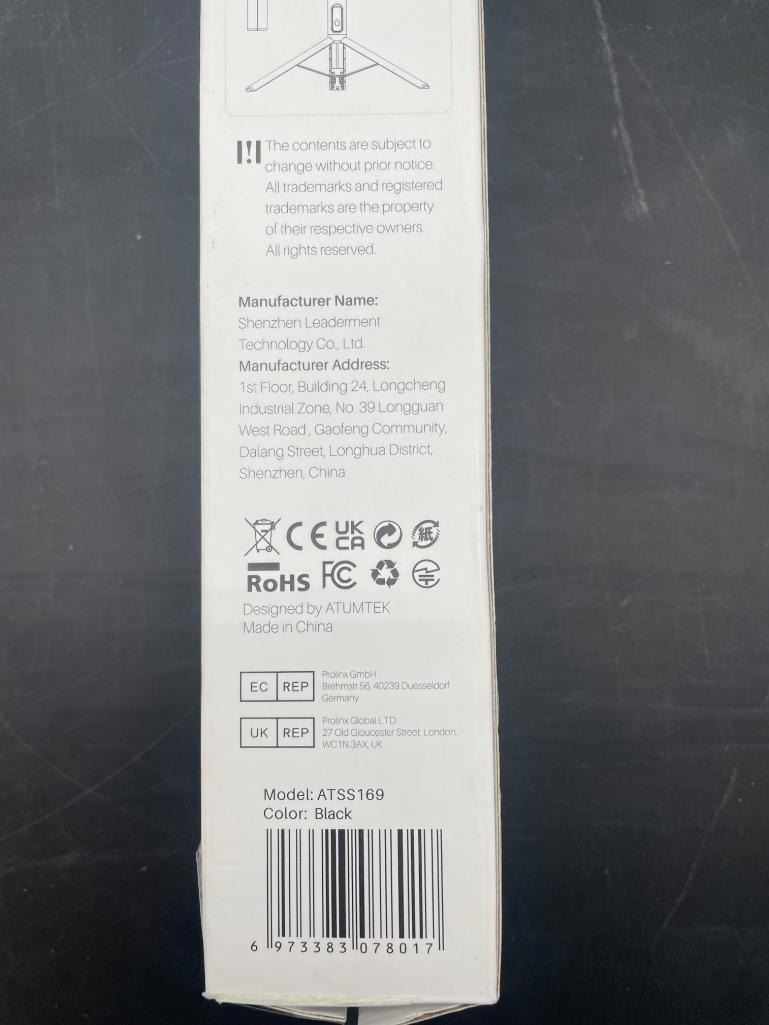 The contents are subject to
change without prior notice.
All trademarks and registered
trademarks are the property
of their respective owners.
All rights reserved.
Manufacturer Name:
Shenzhen Leaderment
Technology Co., Ltd.
Manufacturer Address:
1st Floor, Building 24, Longcheng
Industrial Zone, No. 39 Longguan
West Road , Gaofeng Community,
Dalang Street, Longhua District,
Shenzhen, China
CE UK CA 紙
RoHS FC
Designed by ATUMTEK
Made in China
EC REP
Prolinx GmbH
Brehmstr.56, 40239 Duesseldorf
Germany
UK REP
Prolinx Global LTD
27 Old Gloucester Street, London,
WC1N 3AX, UK
Model: ATSS169
Color: Black
6 973383 078017